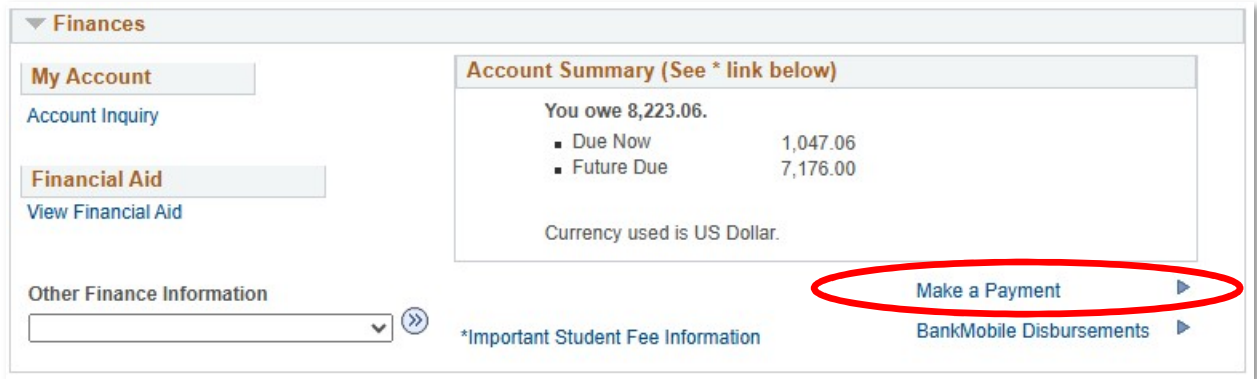 Finances
My Account
Account Inquiry
Financial Aid
View Financial Aid
Other Finance Information
Account Summary (See * link below)
You owe 8,223.06.
Due Now 1,047.06
Future Due 7,176.00
Currency used is US Dollar.
*Important Student Fee Information
Make a Payment
BankMobile Disbursements